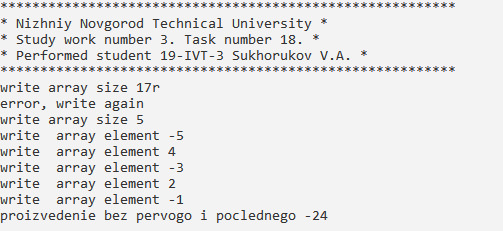 *********************************************************
* Nizhniy Novgorod Technical University *
* Study work number 3. Task number 18. *
* Performed student 19-IVT-3 Sukhorukov V.A. *
*********************************************************
write array size 17r
error, write again
write array size 5
write  array element -5
write  array element 4
write  array element -3
write  array element 2
write  array element -1
proizvedenie bez pervogo i poclednego -24